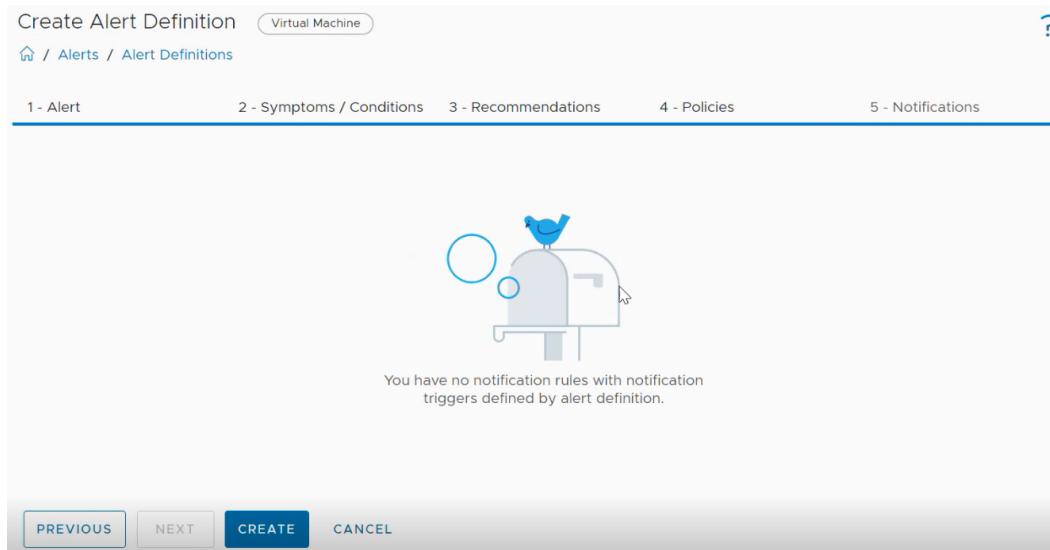 Create Alert Definition Virtual Machine
/ Alerts / Alert Definitions
1 - Alert 2 - Symptoms / Conditions 3 - Recommendations 4 - Policies 5 - Notifications
You have no notification rules with notification
triggers defined by alert definition.
PREVIOUS NEXT CREATE CANCEL